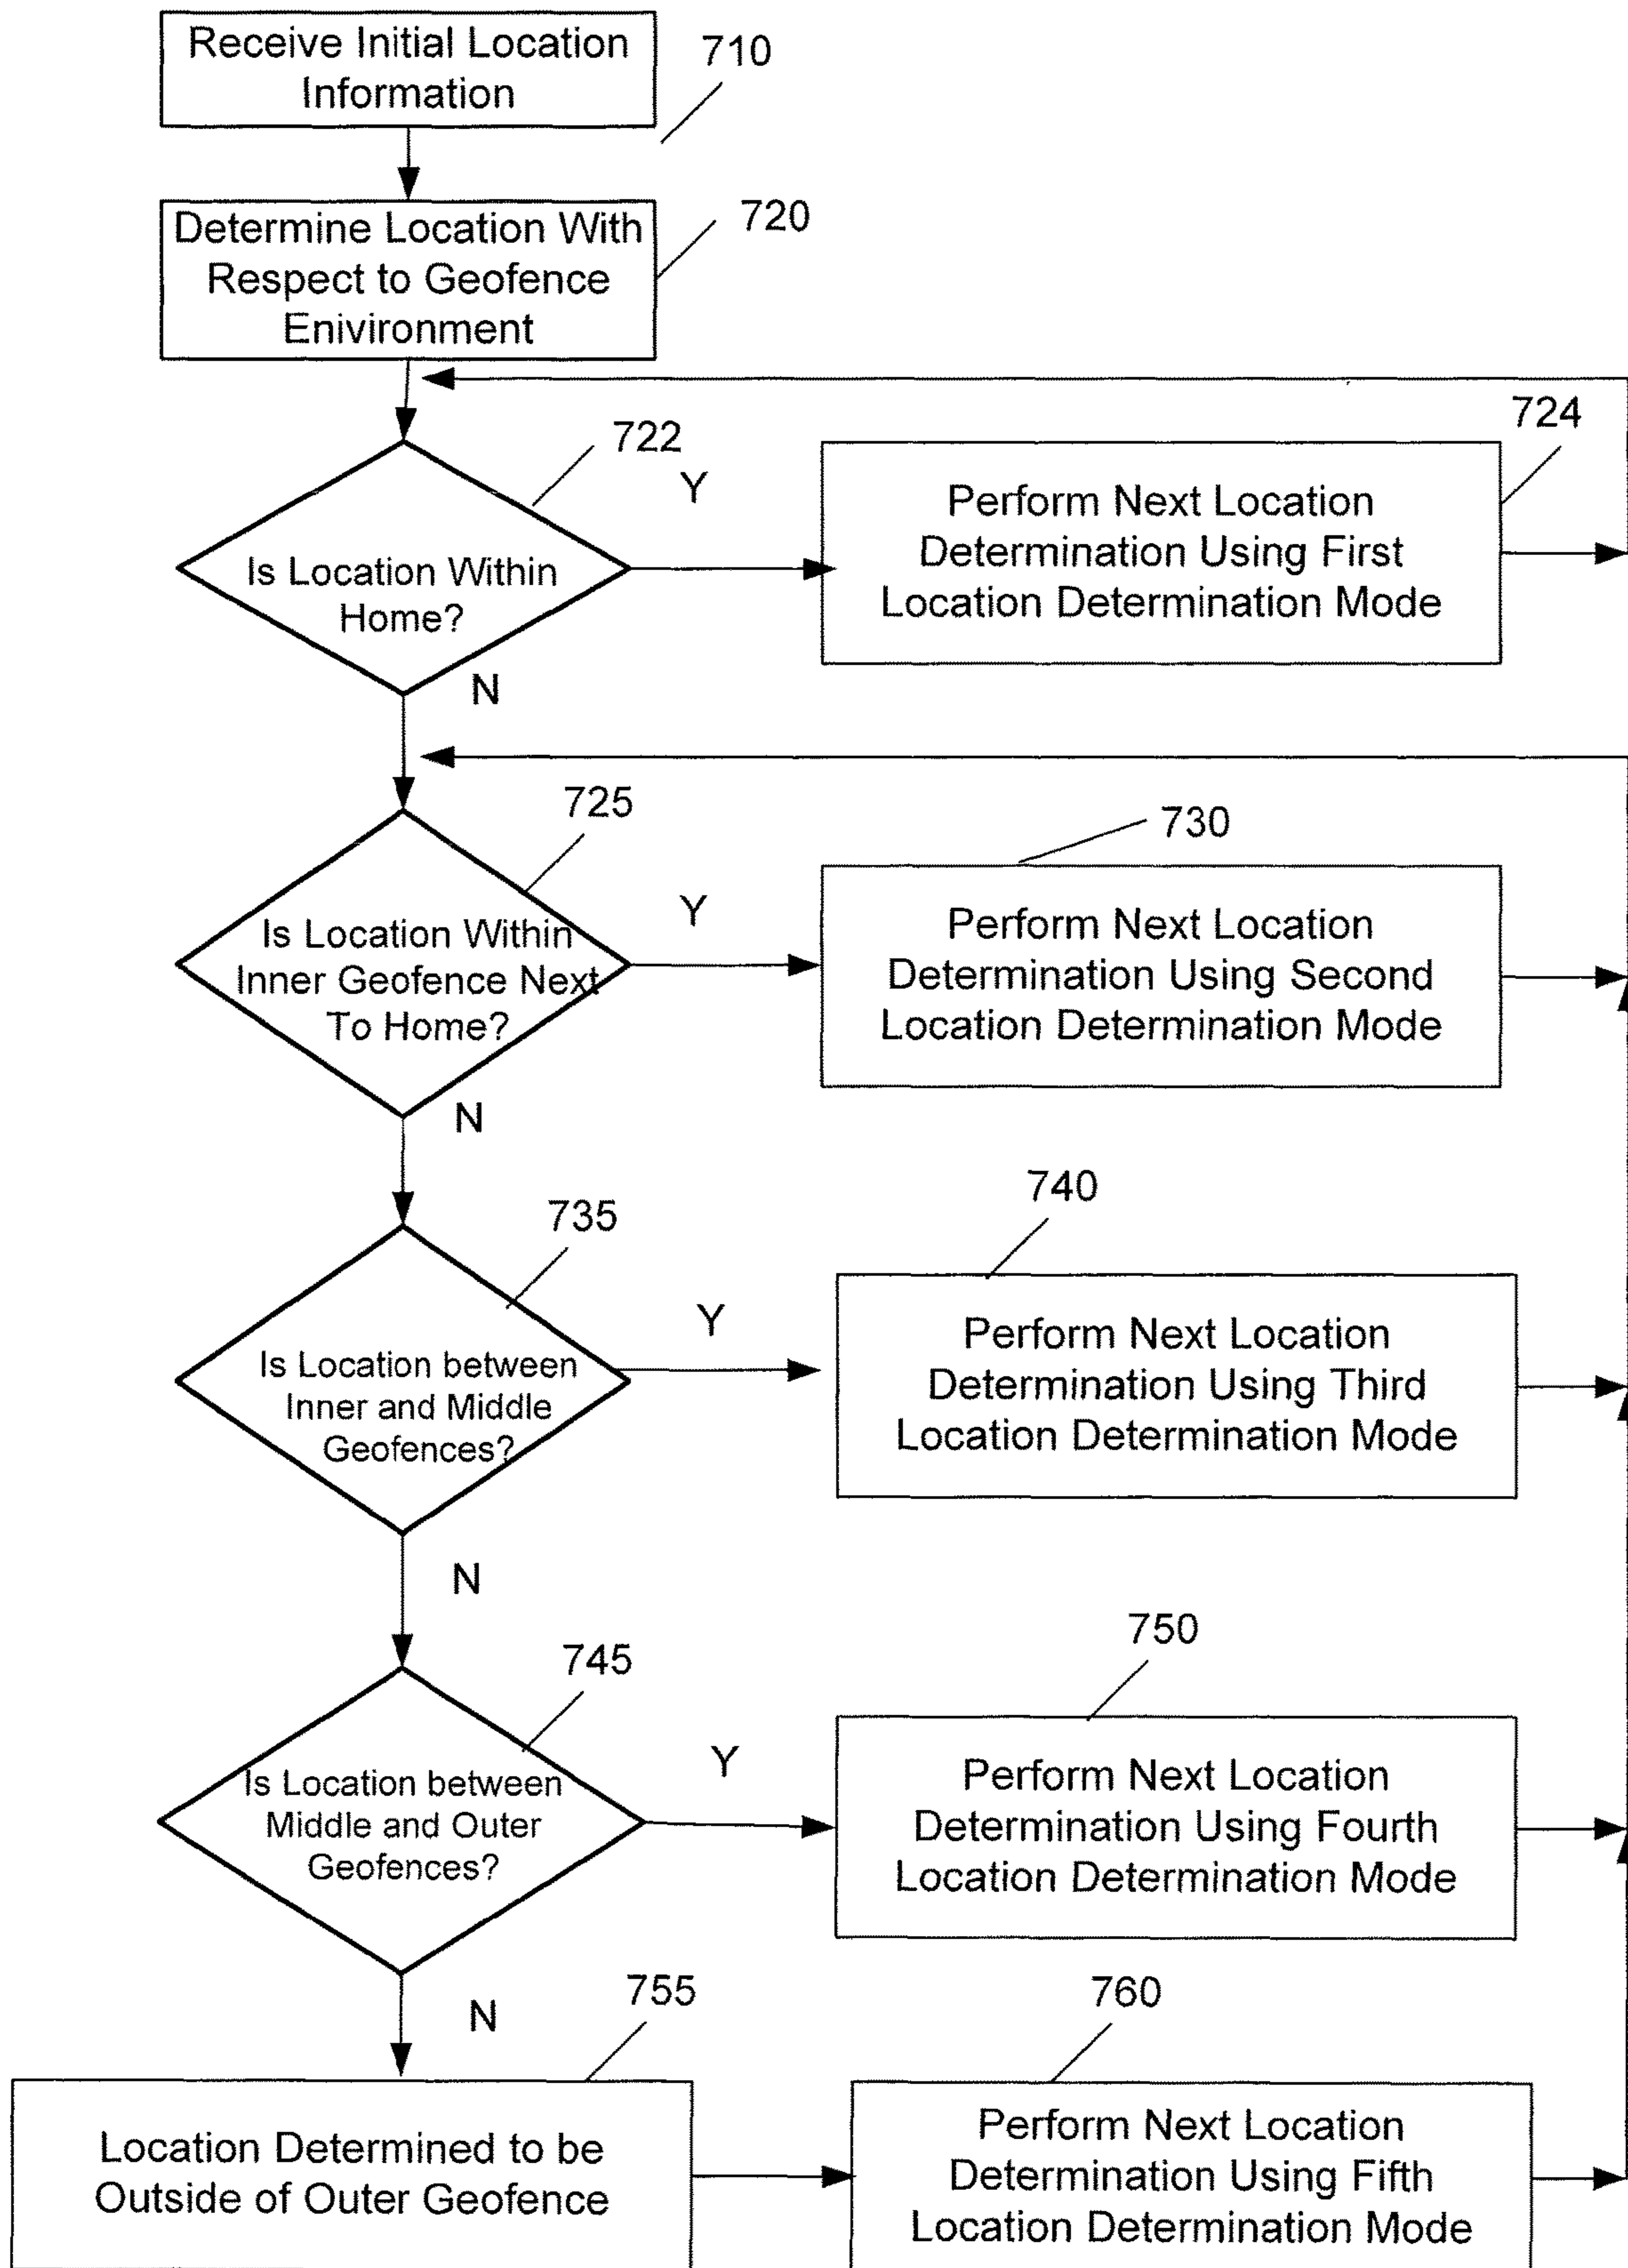 Receive Initial Location
Information
710
Determine Location With
Respect to Geofence
Enivironment
720
722
Y
724
Is Location Within
Home?
Perform Next Location
Determination Using First
Location Determination Mode
N
725
730
Y
Is Location Within
Inner Geofence Next
To Home?
Perform Next Location
Determination Using Second
Location Determination Mode
N
735
740
Y
Is Location between
Inner and Middle
Geofences?
Perform Next Location
Determination Using Third
Location Determination Mode
N
745
750
Y
Is Location between
Middle and Outer
Geofences?
Perform Next Location
Determination Using Fourth
Location Determination Mode
N
755
760
Location Determined to be
Outside of Outer Geofence
Perform Next Location
Determination Using Fifth
Location Determination Mode